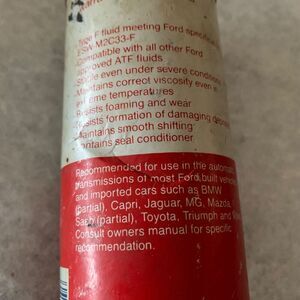 Type F fluid meeting Ford specifi
ESW-M2C33-F
Compatible with all other Ford
approved ATF fluids
Stable even under severe conditions
Maintains correct viscosity even in
extreme temperatures
Resists foaming and wear
Resists formation of damaging depos
Maintains smooth shifting
Contains seal conditioner
Recommended for use in the automatic
transmissions of most Ford built vehicles
and imported cars such as BMW
(partial), Capri, Jaguar, MG, Mazda
Saab (partial), Toyota, Triumph and
Consult owners manual for specific
recommendation.